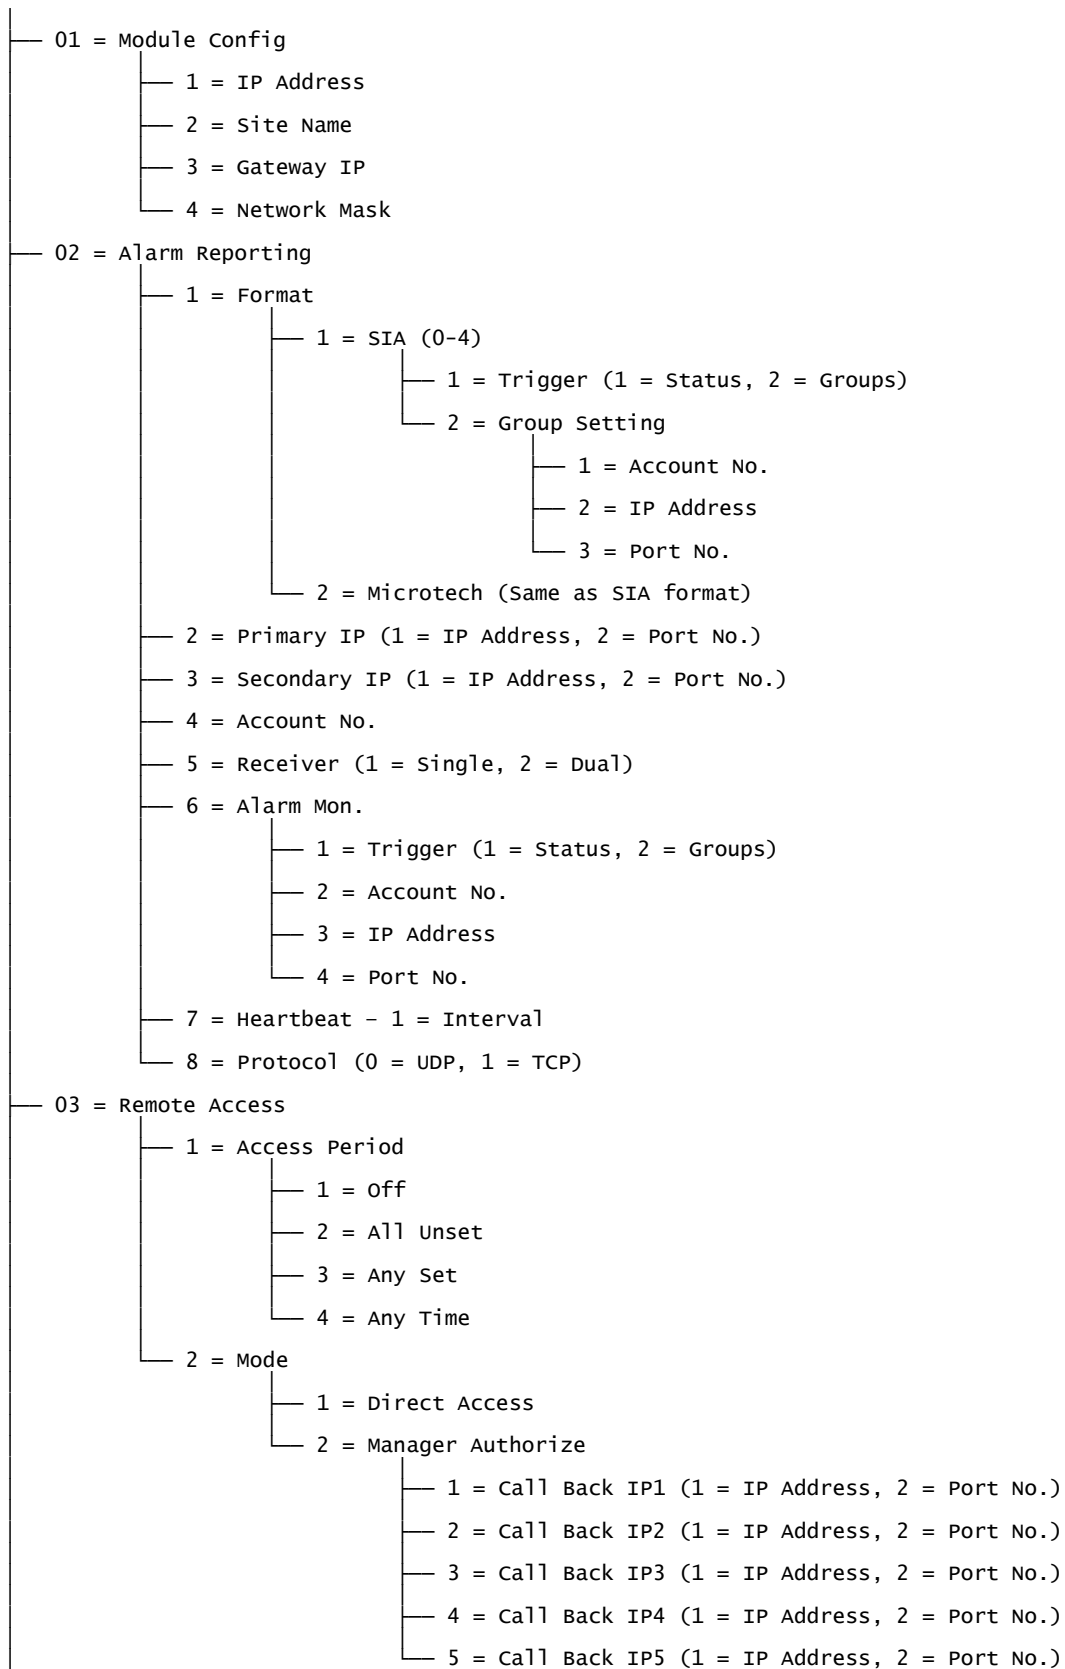 01 = Module Config
1 = IP Address
2 = Site Name
3 = Gateway IP
4 = Network Mask
02 = Alarm Reporting
1 = Format
1 = SIA (0-4)
1 = Trigger (1 = Status, 2 = Groups)
2 = Group Setting
1 = Account No.
2 = IP Address
3 = Port No.
2 = Microtech (Same as SIA format)
2 = Primary IP (1 = IP Address, 2 = Port No.)
3 = Secondary IP (1 = IP Address, 2 = Port No.)
4 = Account No.
5 = Receiver (1 = Single, 2 = Dual)
6 = Alarm Mon.
1 = Trigger (1 = Status, 2 = Groups)
2 = Account No.
3 = IP Address
4 = Port No.
7 = Heartbeat – 1 = Interval
8 = Protocol (0 = UDP, 1 = TCP)
03 = Remote Access
1 = Access Period
1 = Off
2 = All Unset
3 = Any Set
4 = Any Time
2 = Mode
1 = Direct Access
2 = Manager Authorize
1 = Call Back IP1 (1 = IP Address, 2 = Port No.)
2 = Call Back IP2 (1 = IP Address, 2 = Port No.)
3 = Call Back IP3 (1 = IP Address, 2 = Port No.)
4 = Call Back IP4 (1 = IP Address, 2 = Port No.)
5 = Call Back IP5 (1 = IP Address, 2 = Port No.)